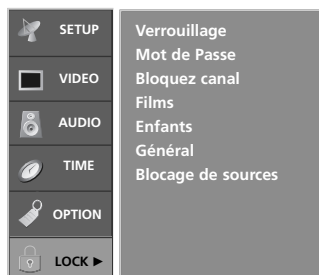 SETUP
VIDEO
AUDIO
TIME
OPTION
LOCK ►
Verrouillage
Mot de Passe
Bloquez canal
Films
Enfants
Général
Blocage de sources